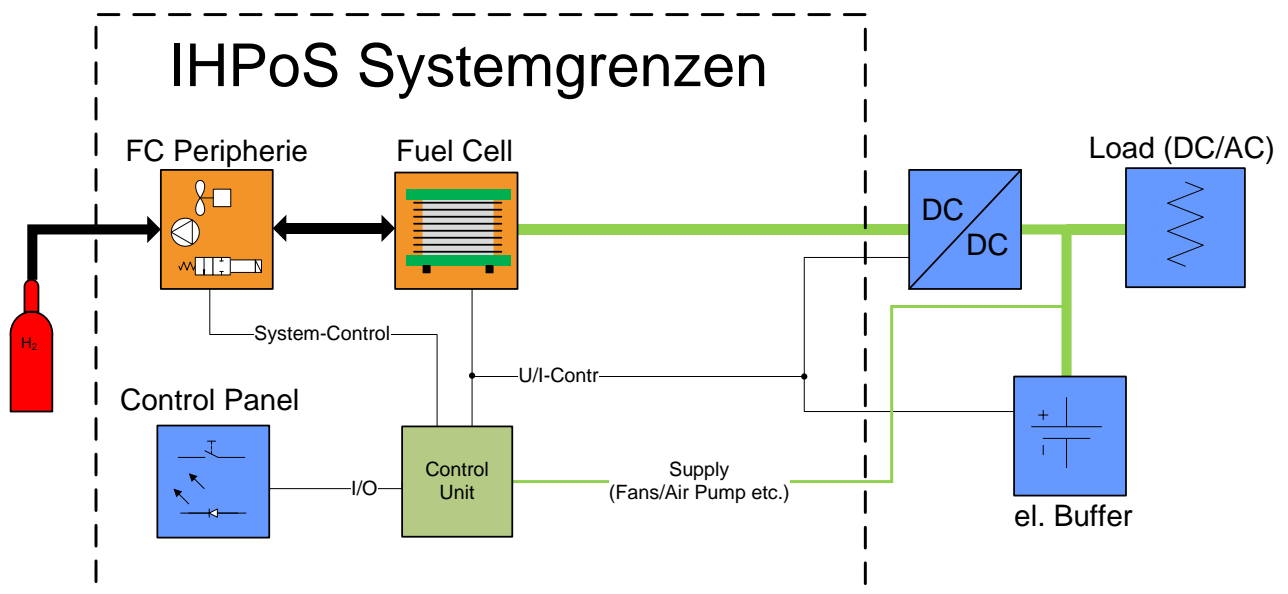 IHPoS Systemgrenzen
FC Peripherie
Fuel Cell
Load (DC/AC)
DC
DC
H₂
System-Control
U/I-Contr
Control Panel
+
Control
Unit
I/O
Supply
(Fans/Air Pump etc.)
el. Buffer